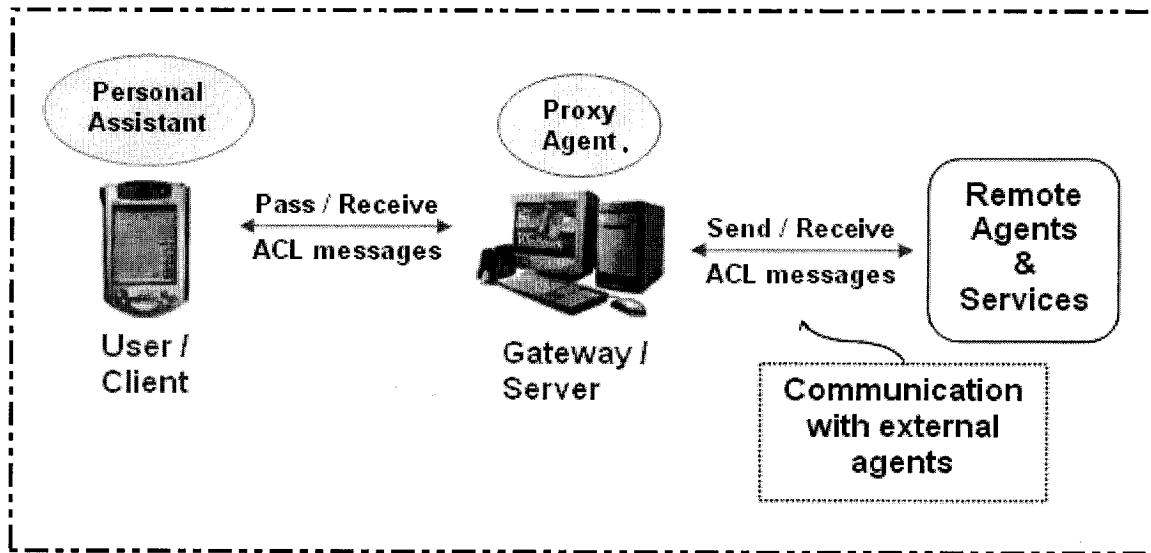 Personal
Assistant
Proxy
Agent
Pass / Receive
ACL messages
Send / Receive
ACL messages
Remote
Agents
&
Services
User /
Client
Gateway /
Server
Communication
with external
agents